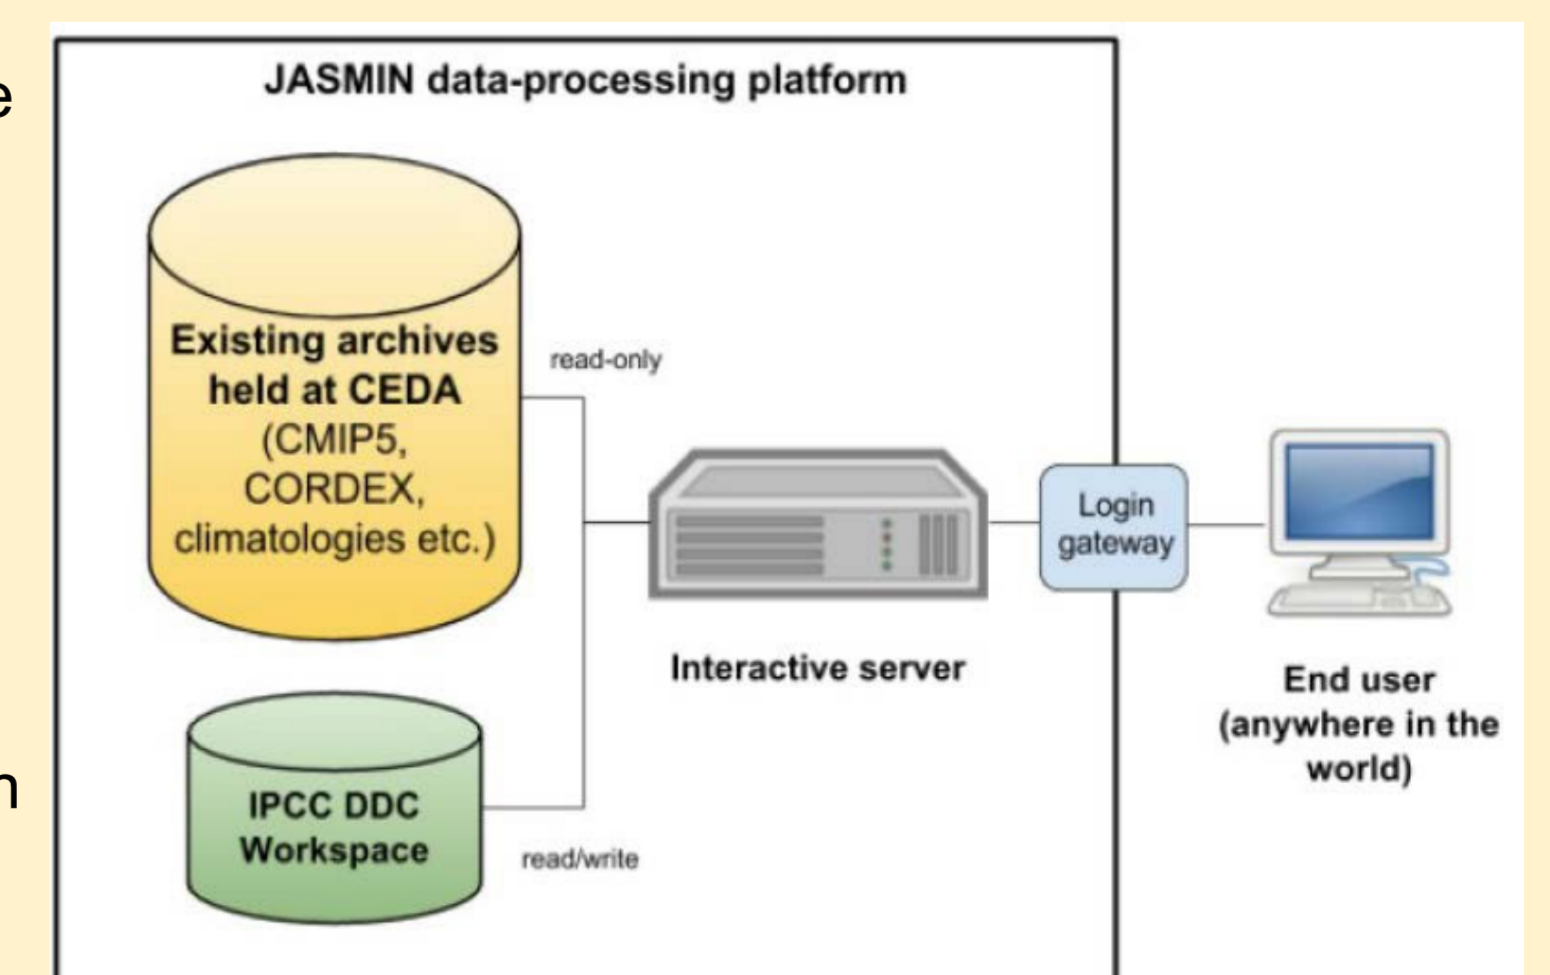 e
JASMIN data-processing platform
Existing archives
held at CEDA
(CMIP5,
CORDEX,
climatologies etc.)
read-only
Login
gateway
Interactive server
End user
(anywhere in the
world)
n
IPCC DDC
Workspace
read/write